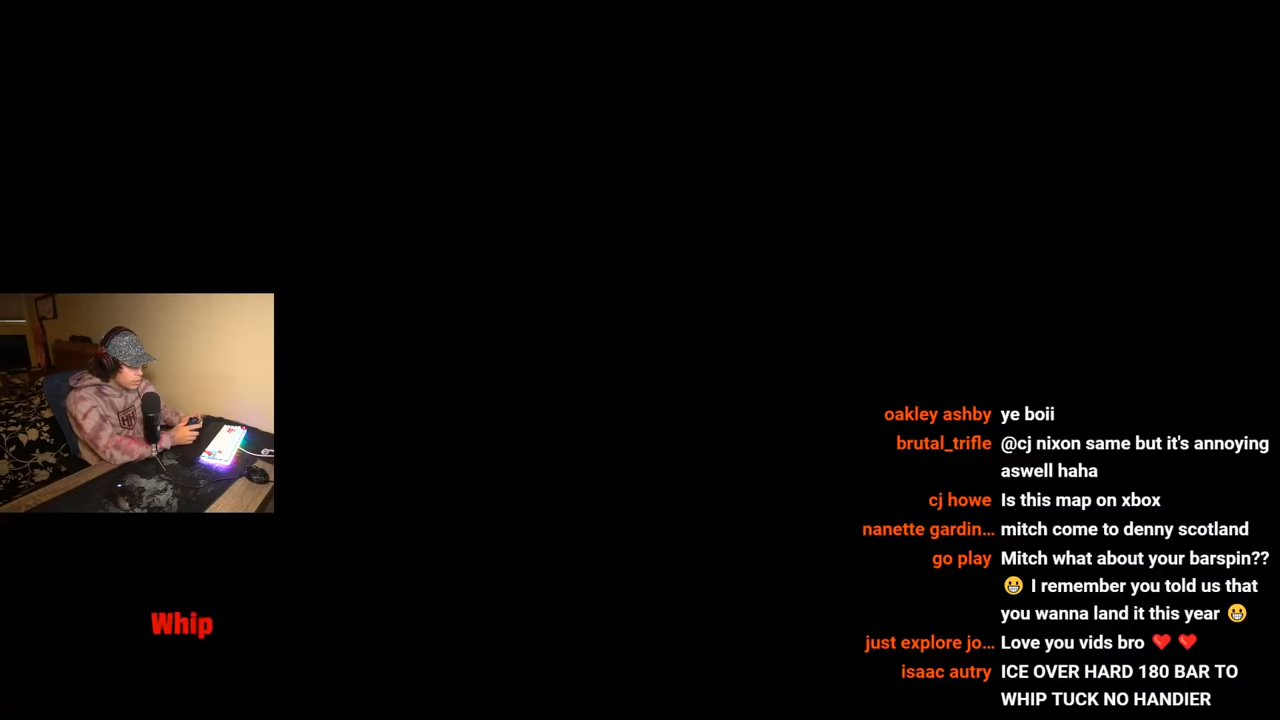 oakley ashby ye boii
brutal_trifle @cj nixon same but it's annoying
aswell haha
cj howe Is this map on xbox
nanette gardin... mitch come to denny scotland
go play Mitch what about your barspin??
😀 I remember you told us that
you wanna land it this year 😀
just explore jo... Love you vids bro ❤️ ❤️
isaac autry ICE OVER HARD 180 BAR TO
WHIP TUCK NO HANDIER
Whip